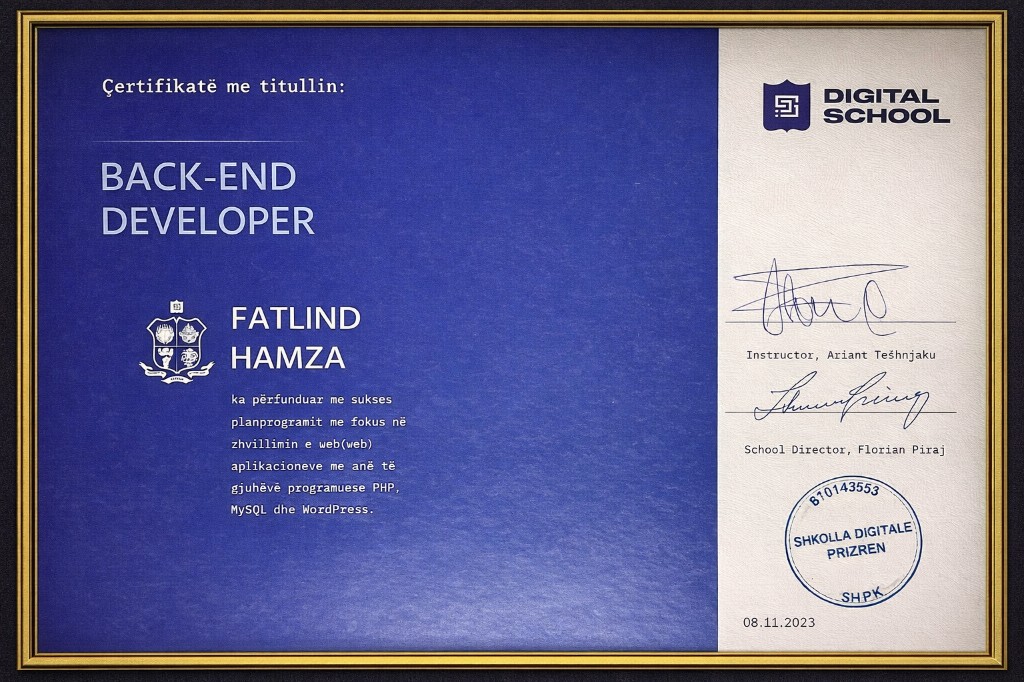 Çertifikatë me titullin:
BACK-END
DEVELOPER
FATLIND
HAMZA
ka përfunduar me sukses
planprogramit me fokus në
zhvillimin e web(web)
aplikacioneve me anë të
gjuhëvë programuese PHP,
MySQL dhe WordPress.
DIGITAL
SCHOOL
Instructor, Ariant Tešhnjaku
School Director, Florian Piraj
810143553
SHKOLLA DIGITALE
PRIZREN
SHPK
08.11.2023